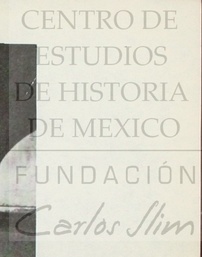 CENTRO DE
ESTUDIOS
DE HISTORIA
DE MEXICO
FUNDACIÓN
Carlos Slim